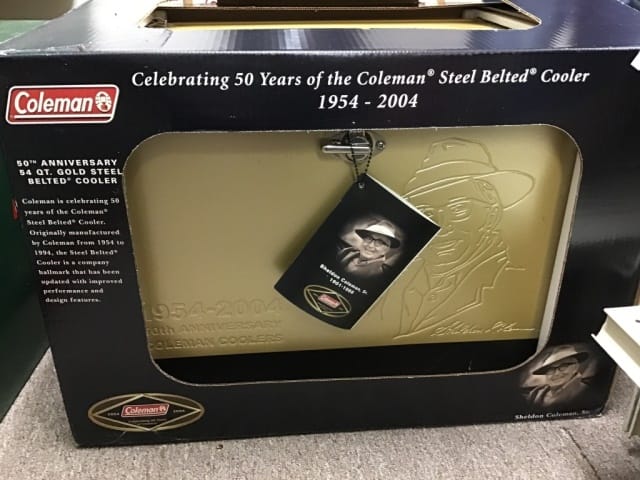 Celebrating 50 Years of the Coleman® Steel Belted® Cooler
1954 - 2004
Coleman
50TH ANNIVERSARY
54 QT. GOLD STEEL
BELTED® COOLER
Coleman is celebrating 50
years of the Coleman®
Steel Belted® Cooler.
Originally manufactured
by Coleman from 1954 to
1994, the Steel Belted®
Cooler is a company
hallmark that has been
updated with improved
performance and
design features.
Sheldon Coleman, Sr.
Coleman
1954-2004
ANNIVERSARY
COLEMAN COOLERS
1954 Coleman 2004
Sheldon Coleman, Sr.